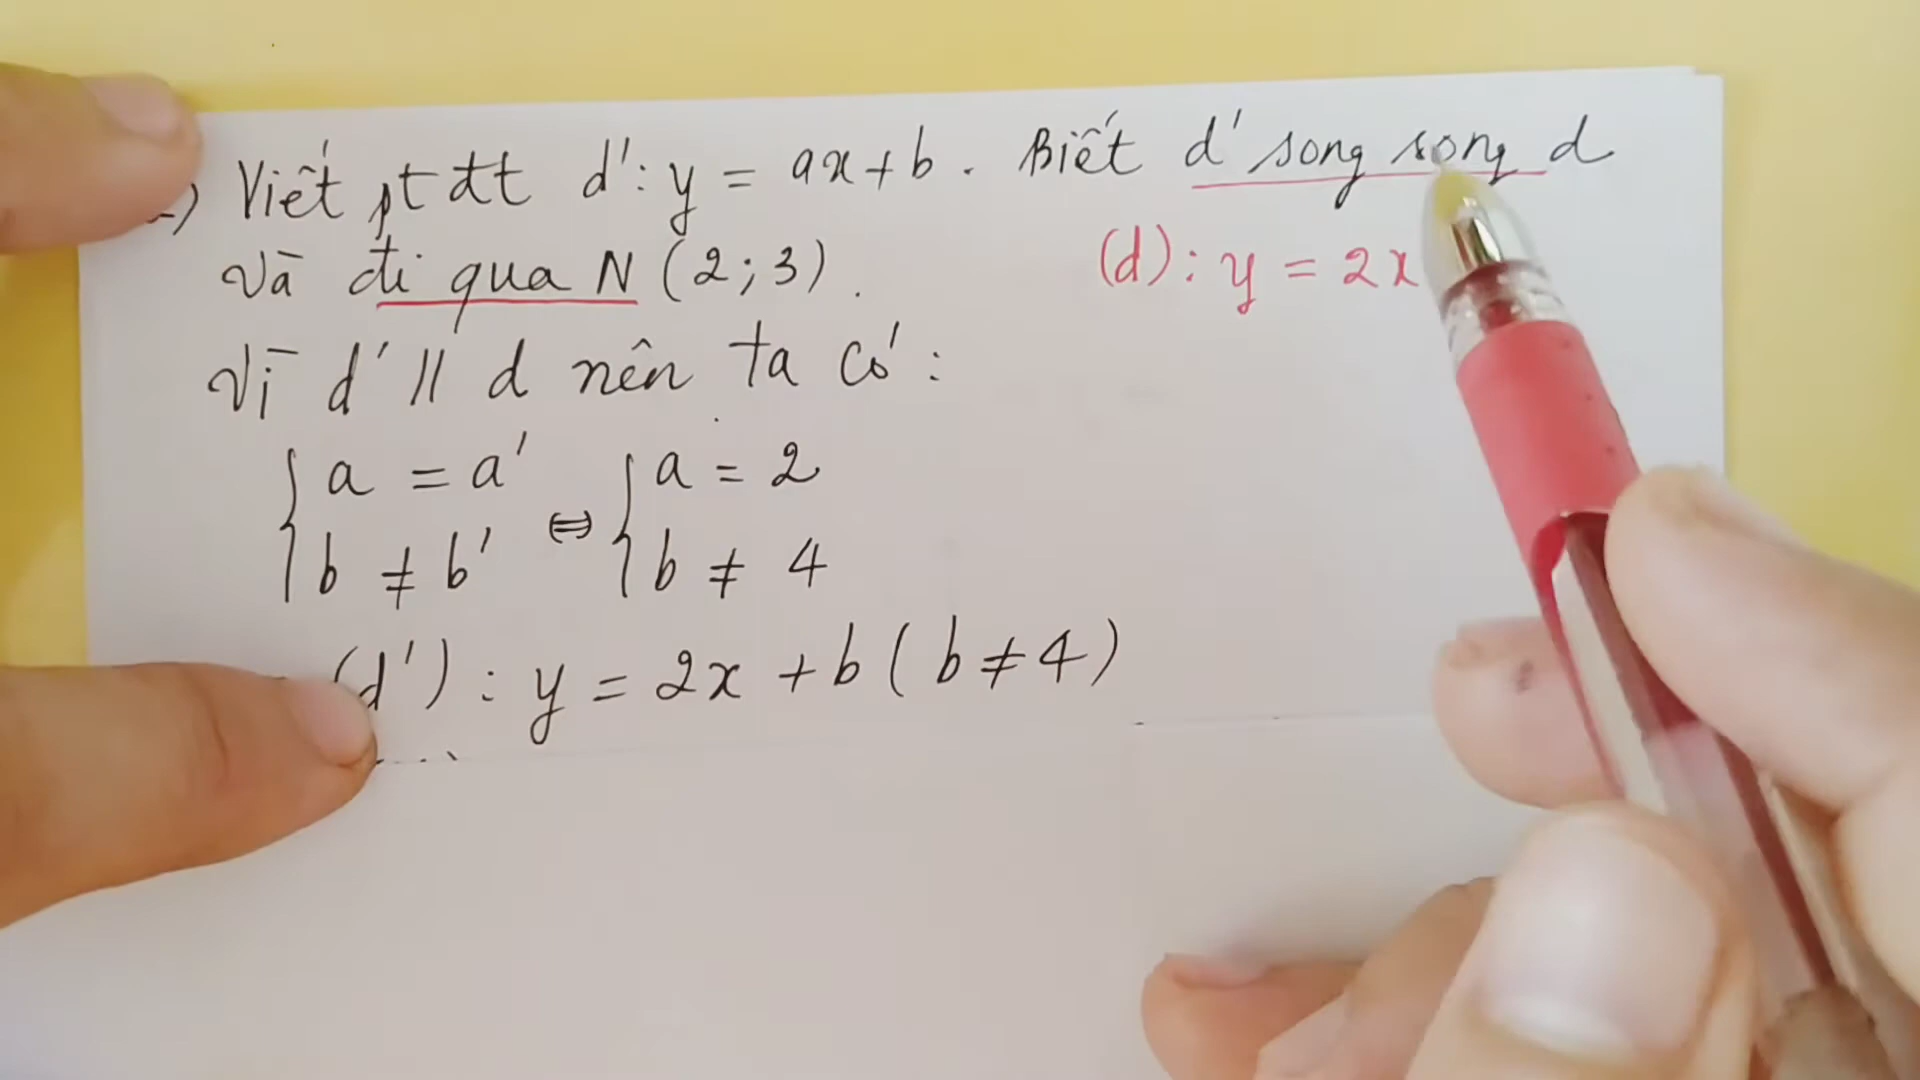 Viết pt đt d': y = ax + b. Biết d' song song d
Và đi qua N (2; 3).
(d): y = 2x
Vì d' // d nên ta có:
{ a = a' ⇔ { a = 2
{ b ≠ b' { b ≠ 4
(d'): y = 2x + b ( b ≠ 4 )